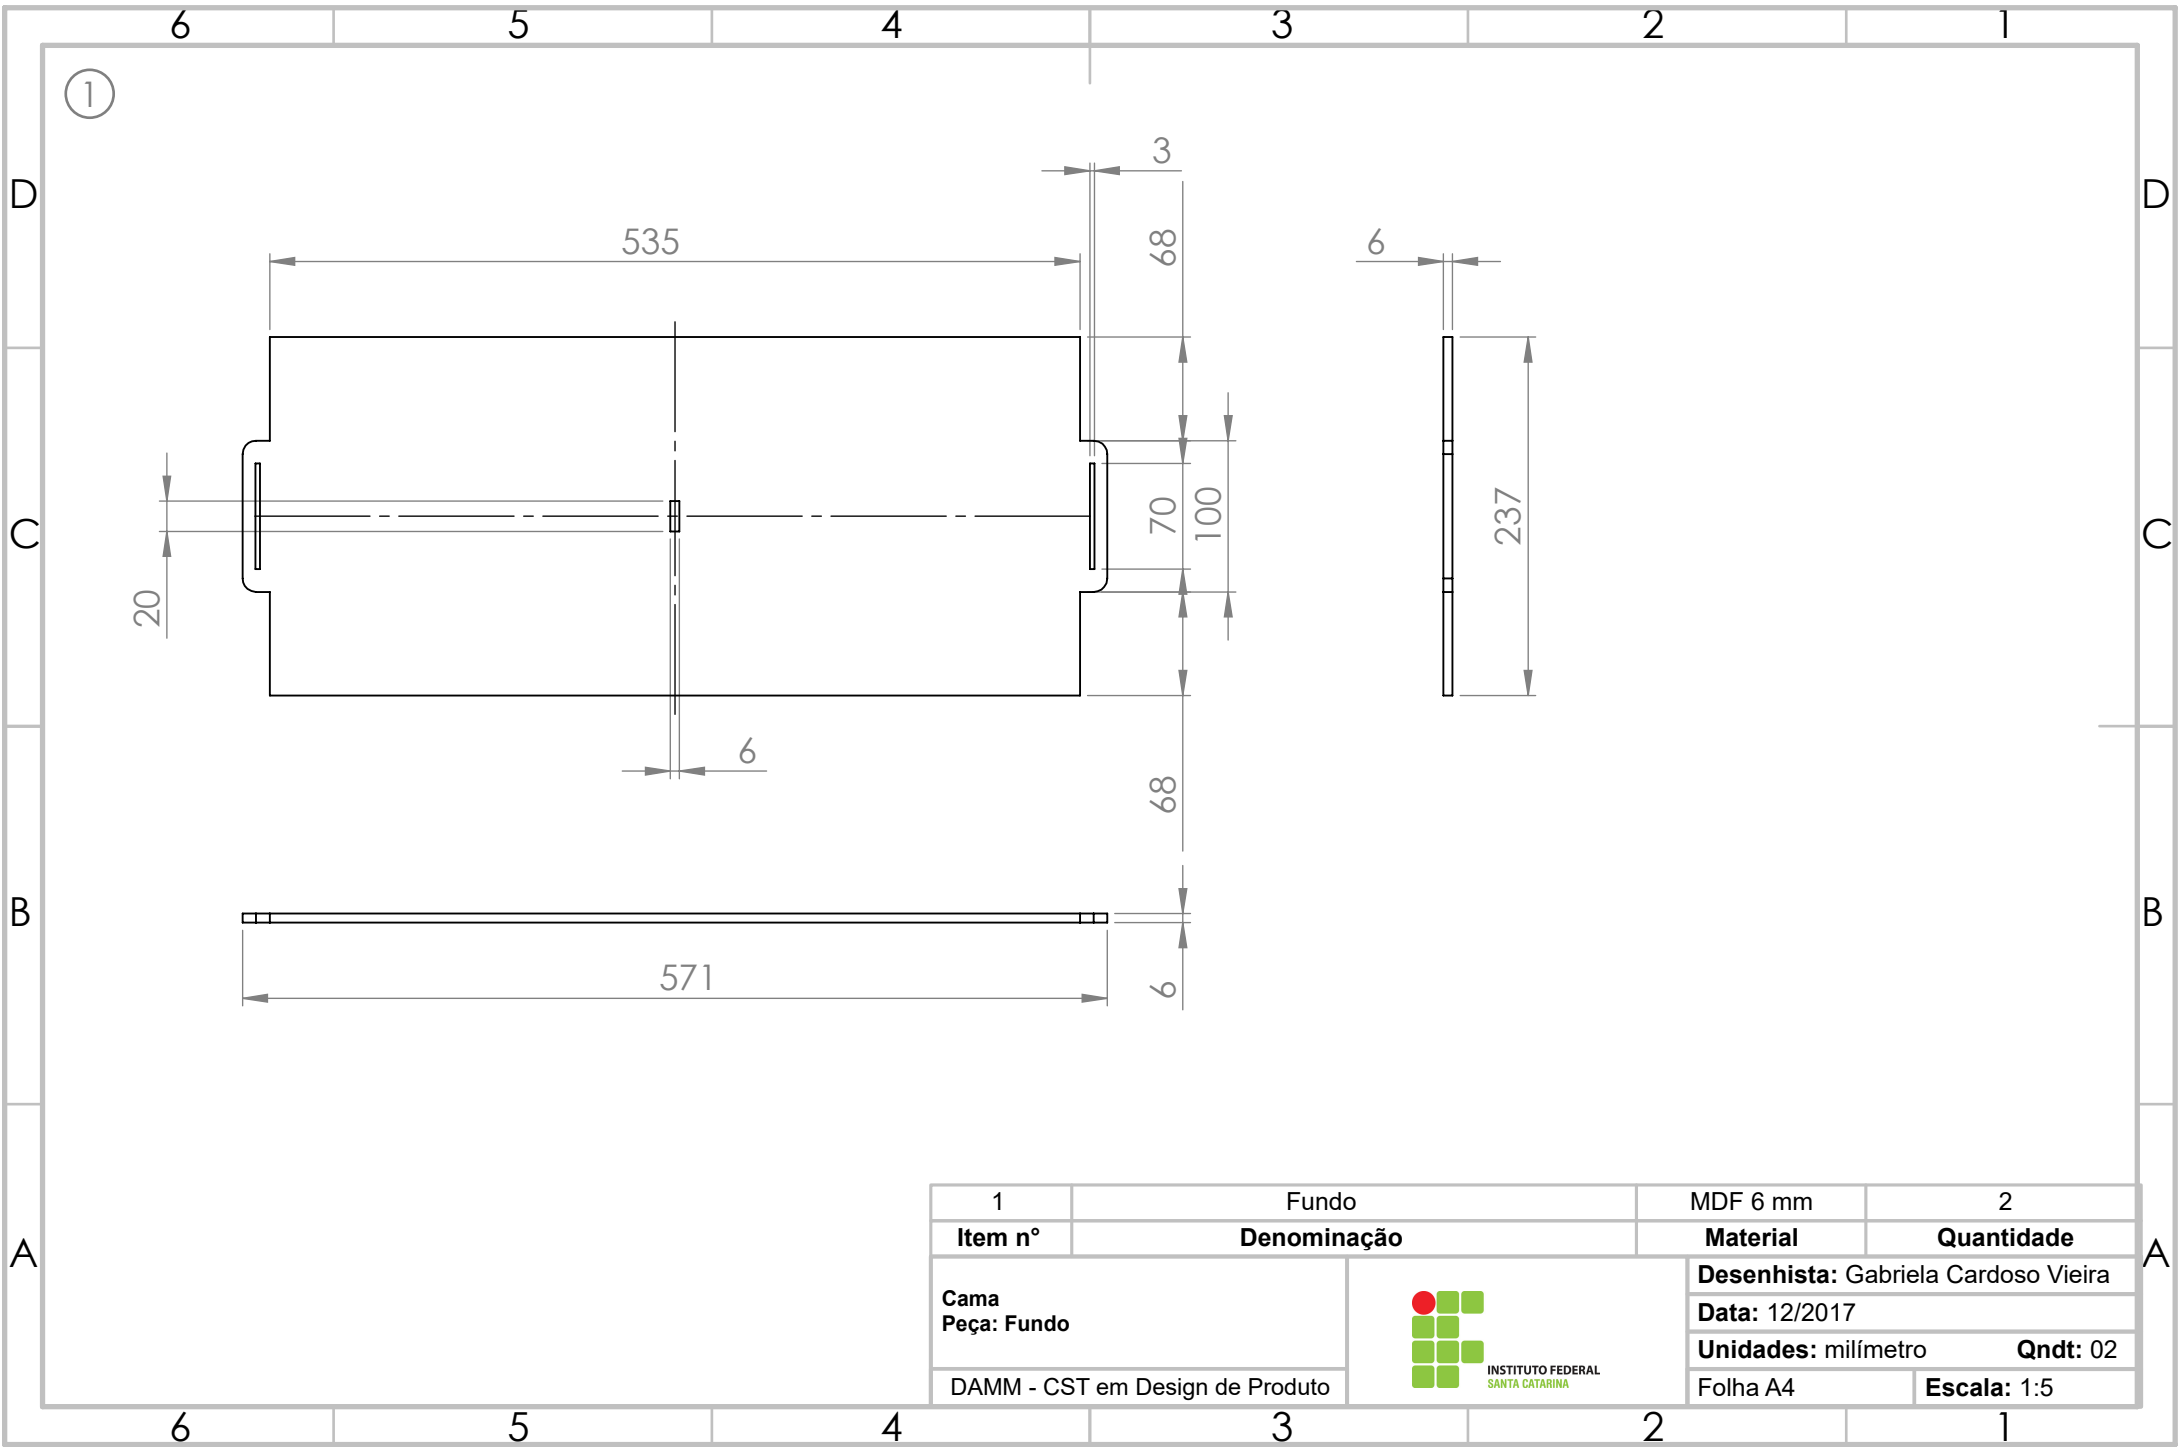 6 5 4 3 2 1
1
3
D D
535 68 6
C 70 100 237 C
20
6
68
B B
571 6
1 Fundo MDF 6 mm 2
Item n° Denominação Material Quantidade
A A
Desenhista: Gabriela Cardoso Vieira
Cama
Peça: Fundo
Data: 12/2017
Unidades: milímetro Qndt: 02
INSTITUTO FEDERAL
SANTA CATARINA
DAMM - CST em Design de Produto
Folha A4 Escala: 1:5
6 5 4 3 2 1